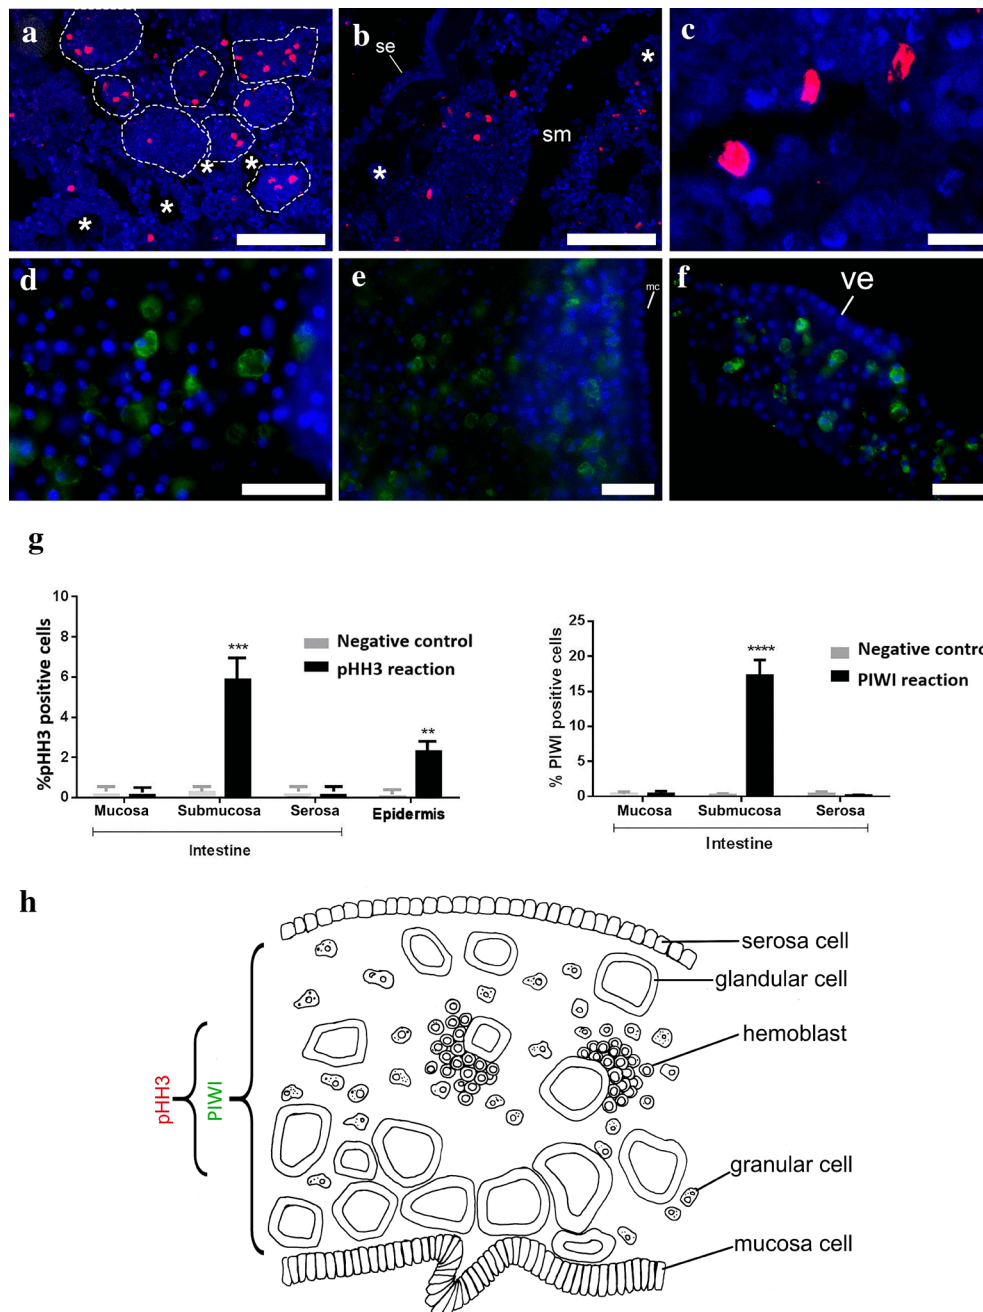 a
b
c
se
*
*
sm
*
*
*
*
d
e
f
mc
ve
g
10
8
6
4
2
0
%pHH3 positive cells
Negative control
pHH3 reaction
***
**
Mucosa Submucosa Serosa Epidermis
Intestine
25
20
15
10
5
0
% PIWI positive cells
Negative control
PIWI reaction
****
Mucosa Submucosa Serosa
Intestine
h
serosa cell
glandular cell
hemoblast
granular cell
mucosa cell
pHH3
PIWI